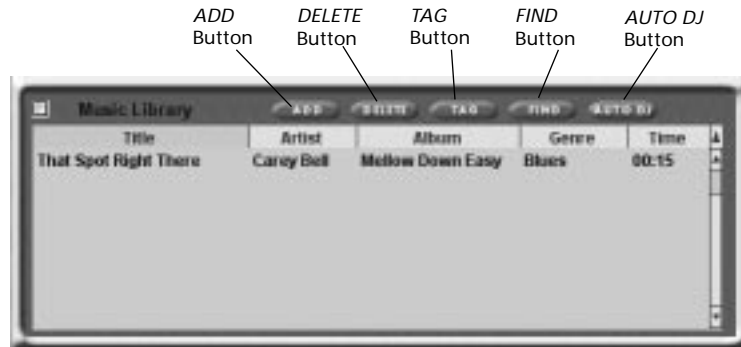 ADD DELETE TAG FIND AUTO DJ
Button Button Button Button Button
Music Library ADD DELETE TAG FIND AUTO DJ
Title Artist Album Genre Time
That Spot Right There Carey Bell Mellow Down Easy Blues 00:15